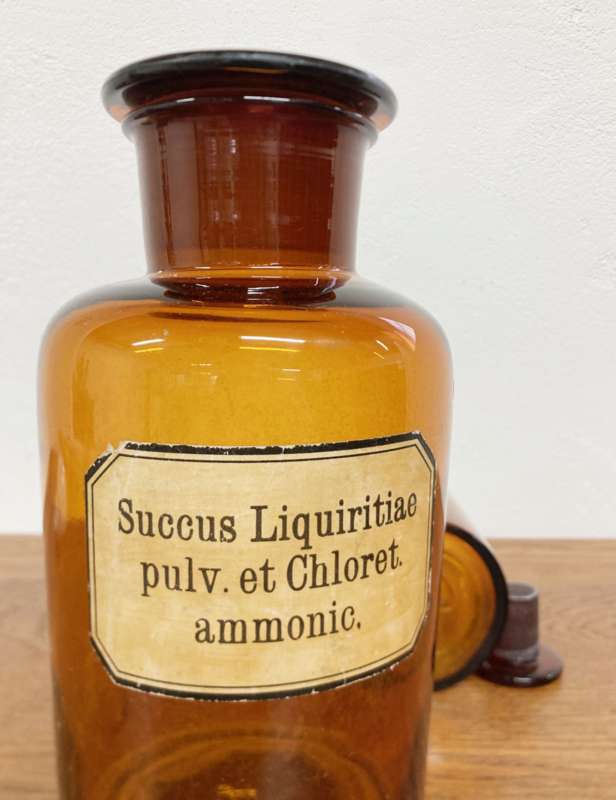 Succus Liquiritiae
pulv. et Chloret.
ammonic.